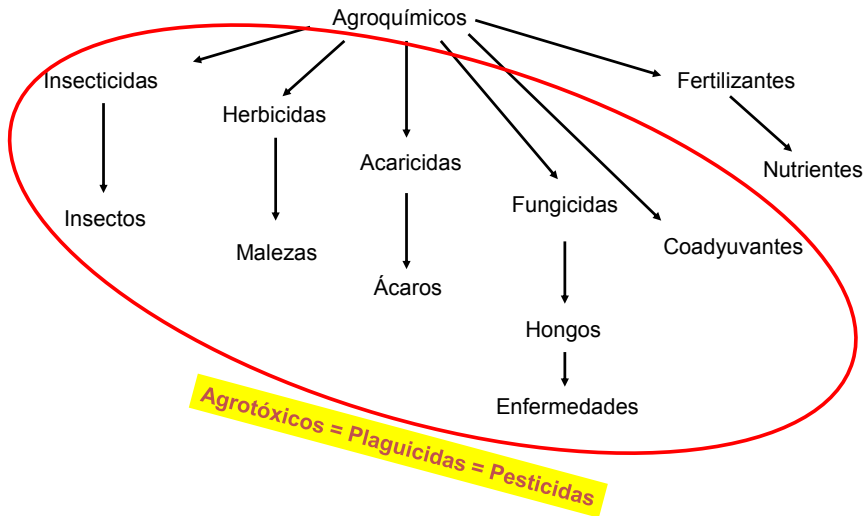 Agroquímicos
Insecticidas
Fertilizantes
Herbicidas
Acaricidas
Nutrientes
Fungicidas
Insectos
Coadyuvantes
Malezas
Ácaros
Hongos
Enfermedades
Agrotóxicos = Plaguicidas = Pesticidas